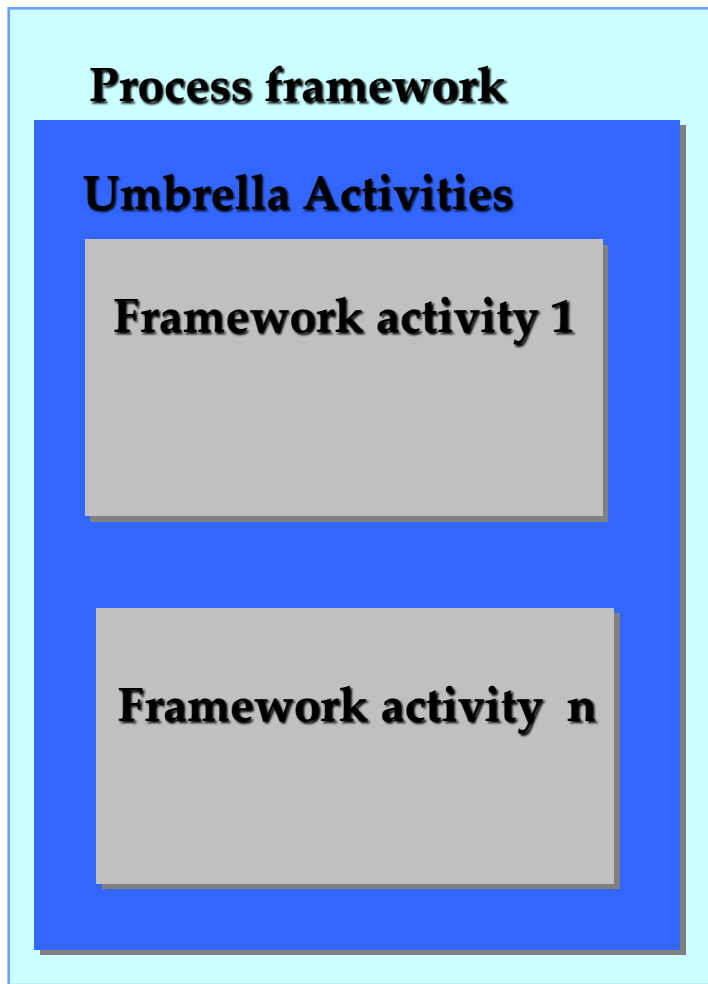 Process framework
Umbrella Activities
Framework activity 1
Framework activity n